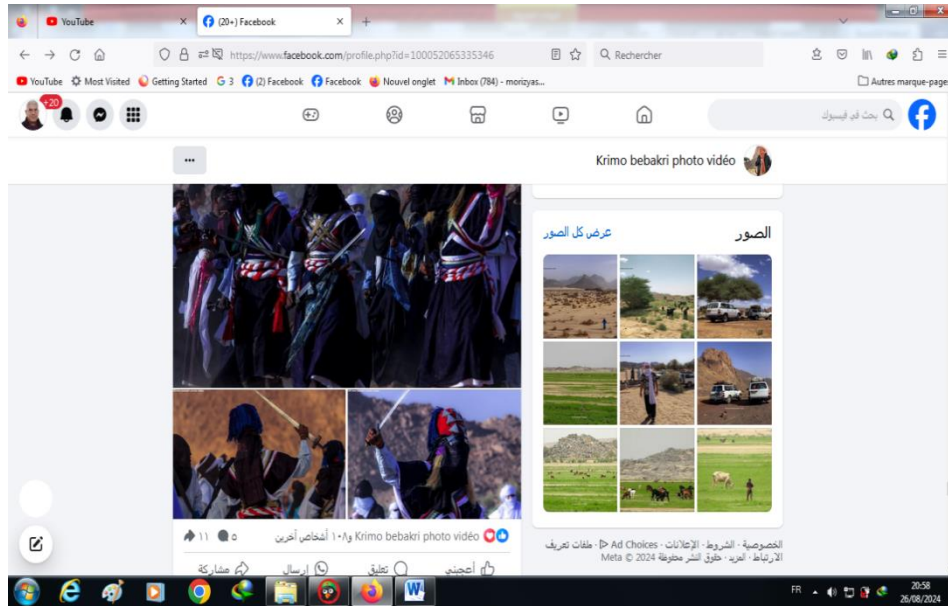 YouTube
(20+) Facebook
https://www.facebook.com/profile.php?id=100052065335346
Rechercher
YouTube
Most Visited
Getting Started
G 3
(2) Facebook
Facebook
Nouvel onglet
Inbox (784) - morizyas...
Autres marque-page
+20
بحث في فيسبوك
Krimo bebakri photo vidéo
الصور
عرض كل الصور
Krimo bebakri photo vidéo و١٠٨ أشخاص آخرين
٥
١١
أعجبني
تعليق
إرسال
مشاركة
الخصوصية · الشروط · الإعلانات · Ad Choices · ملفات تعريف
الارتباط · المزيد · حقوق النشر محفوظة Meta © 2024
FR
20:58
26/08/2024